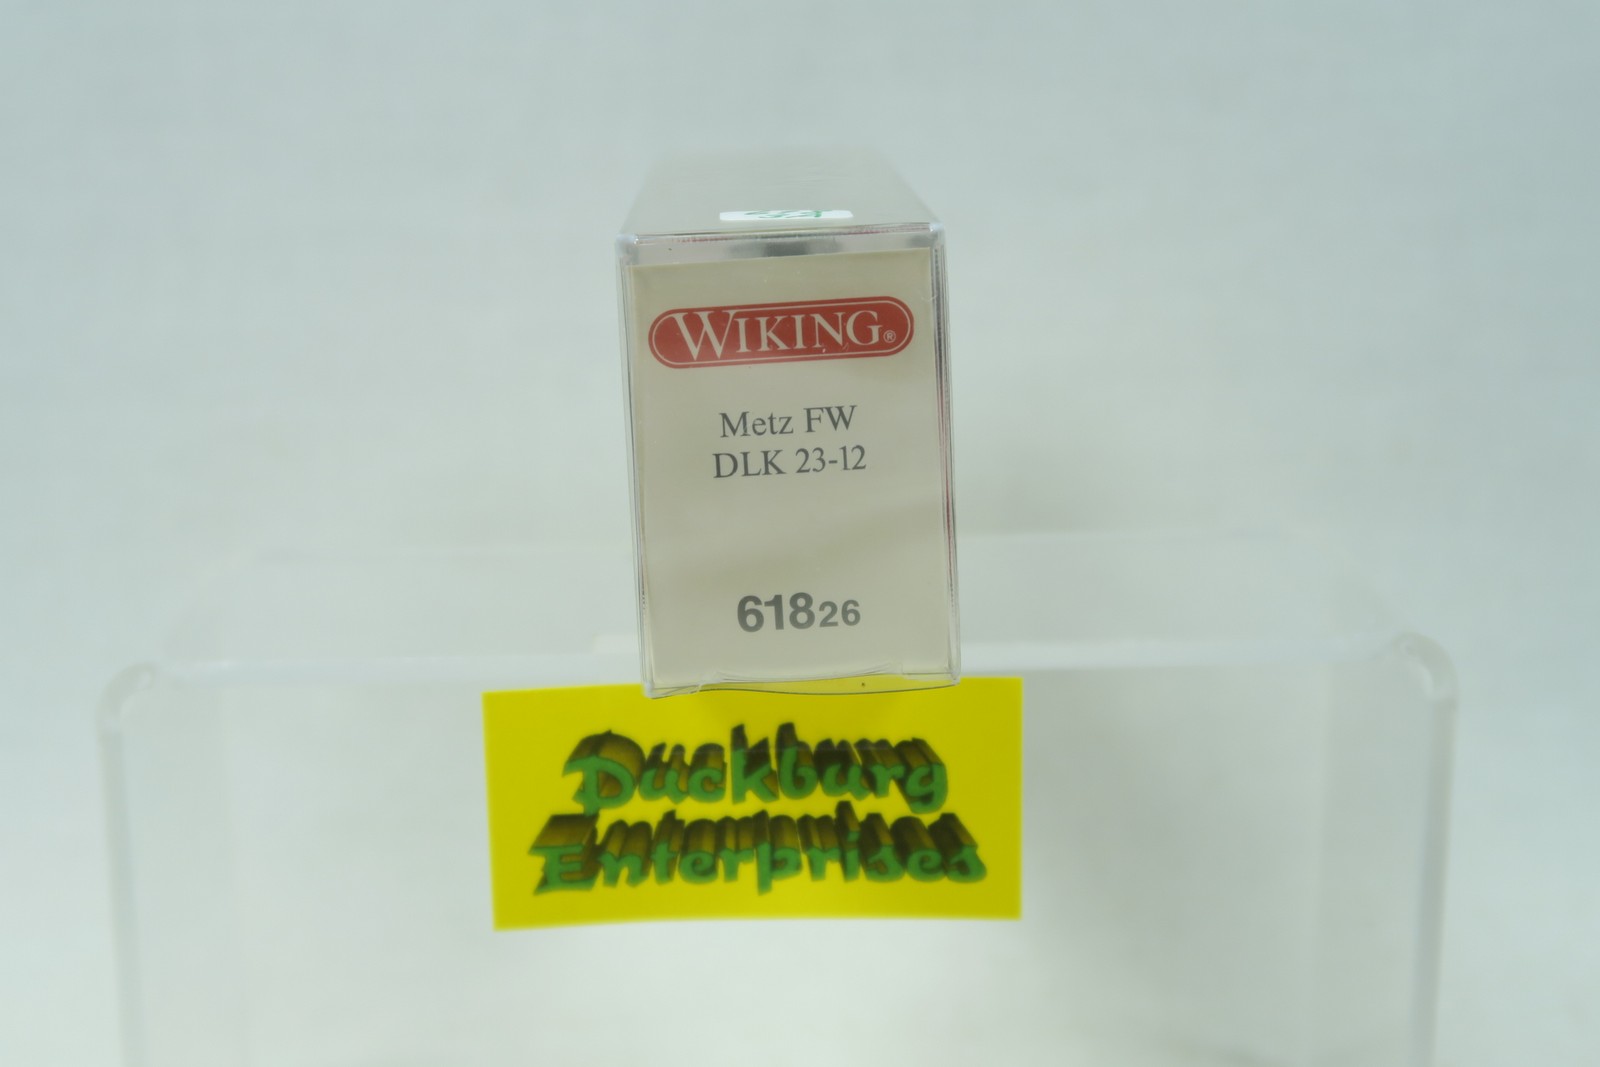 WIKING®
Metz FW
DLK 23-12
61826
Duckburg
Enterprises